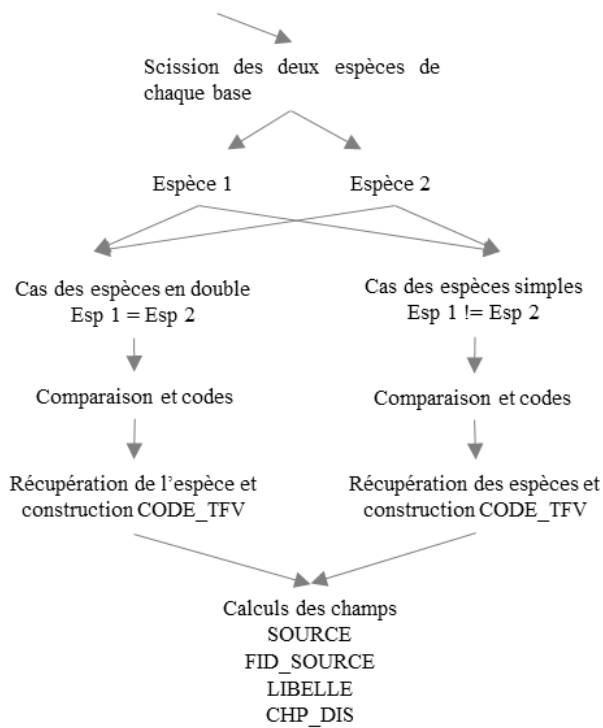 Scission des deux espèces de
chaque base
Espèce 1
Espèce 2
Cas des espèces en double
Esp 1 = Esp 2
Cas des espèces simples
Esp 1 != Esp 2
Comparaison et codes
Comparaison et codes
Récupération de l’espèce et
construction CODE_TFV
Récupération des espèces et
construction CODE_TFV
Calculs des champs
SOURCE
FID_SOURCE
LIBELLE
CHP_DIS